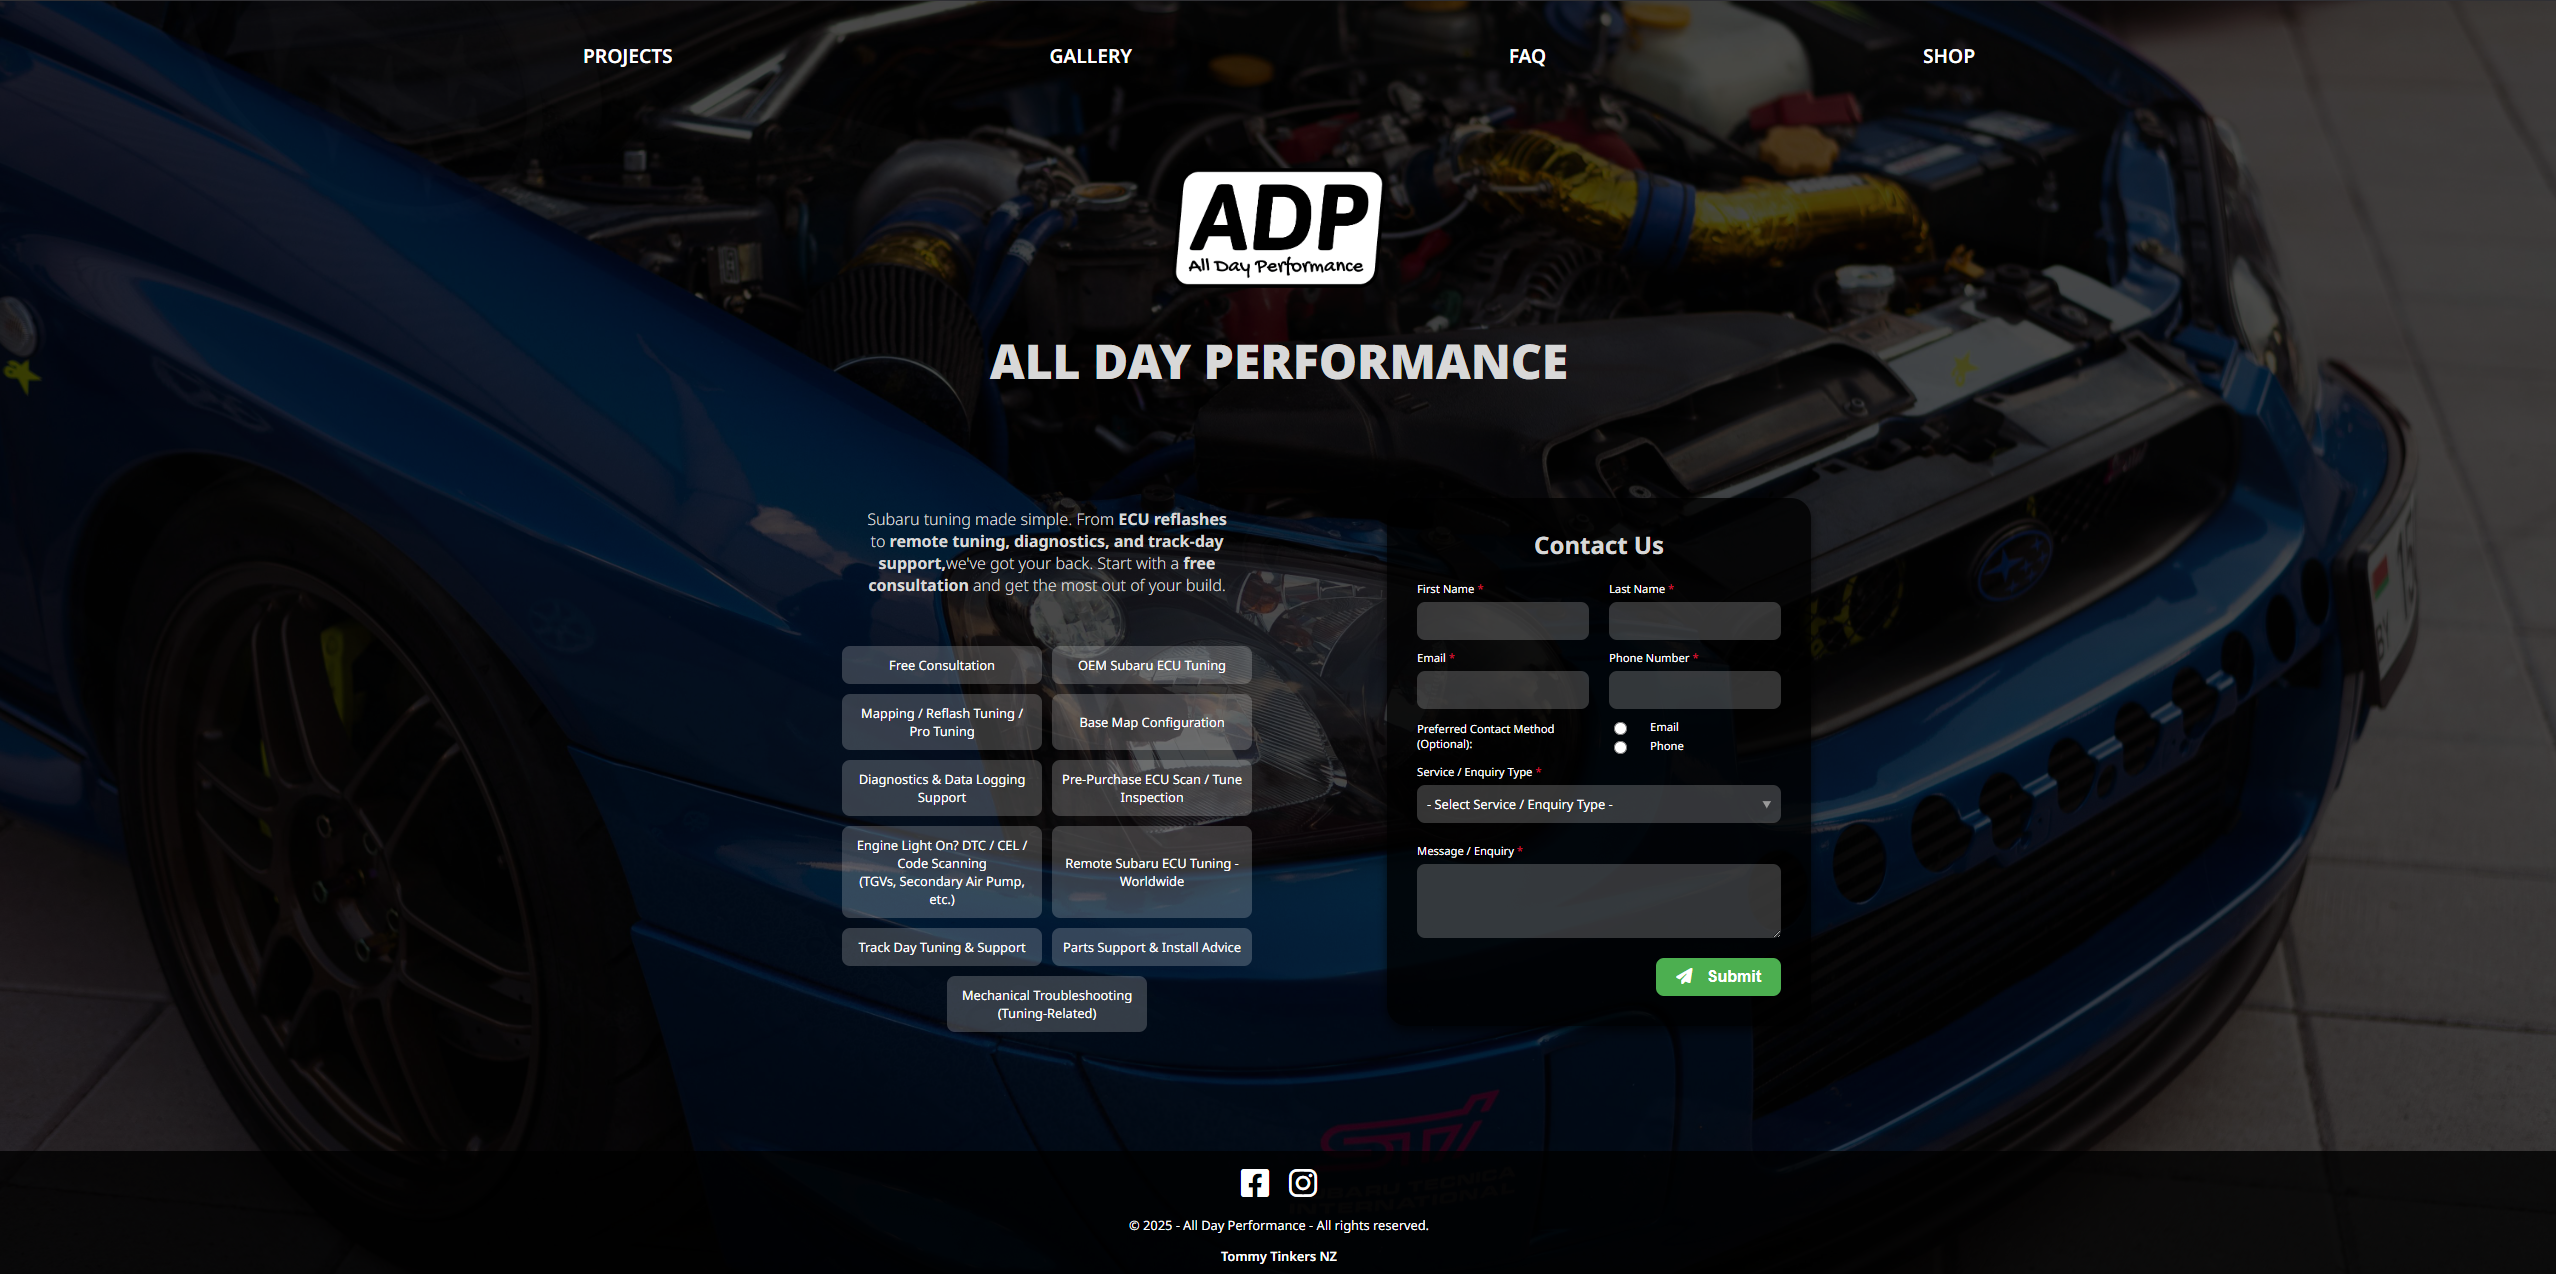 PROJECTS
GALLERY
FAQ
SHOP
ADP
All Day Performance
ALL DAY PERFORMANCE
Subaru tuning made simple. From ECU reflashes
to remote tuning, diagnostics, and track-day
support,we've got your back. Start with a free
consultation and get the most out of your build.
Free Consultation
OEM Subaru ECU Tuning
Mapping / Reflash Tuning /
Pro Tuning
Base Map Configuration
Diagnostics & Data Logging
Support
Pre-Purchase ECU Scan / Tune
Inspection
Engine Light On? DTC / CEL /
Code Scanning
(TGVs, Secondary Air Pump,
etc.)
Remote Subaru ECU Tuning -
Worldwide
Track Day Tuning & Support
Parts Support & Install Advice
Mechanical Troubleshooting
(Tuning-Related)
Contact Us
First Name *
Last Name *
Email *
Phone Number *
Preferred Contact Method
(Optional):
Email
Phone
Service / Enquiry Type *
- Select Service / Enquiry Type -
Message / Enquiry *
Submit
STI
SUBARU TECNICA
INTERNATIONAL
© 2025 - All Day Performance - All rights reserved.
Tommy Tinkers NZ